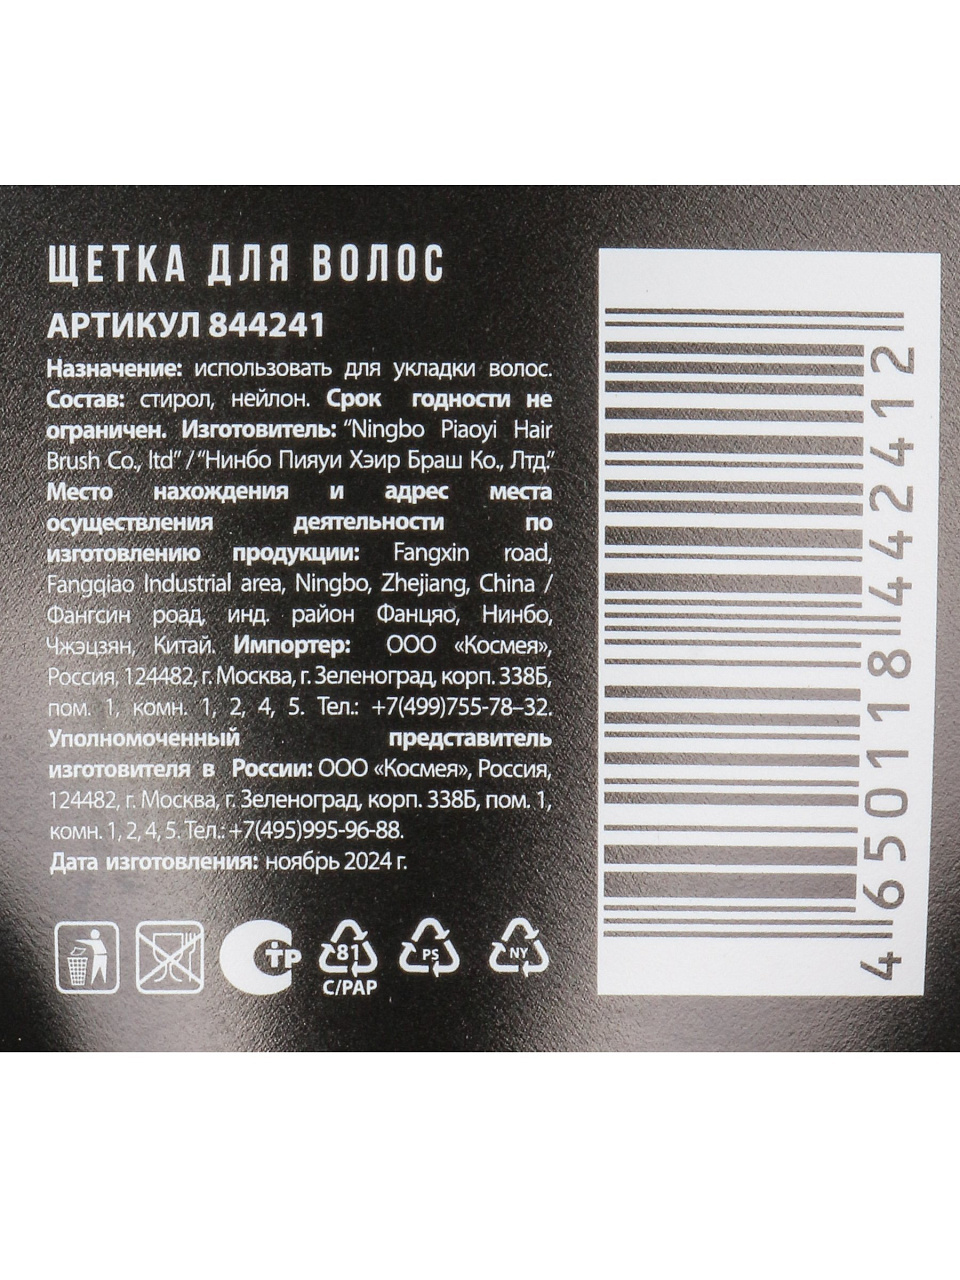 ЩЕТКА ДЛЯ ВОЛОС
АРТИКУЛ 844241
Назначение: использовать для укладки волос.
Состав: стирол, нейлон. Срок годности не
ограничен. Изготовитель: “Ningbo Piaoyi Hair
Brush Co., ltd” / “Нинбо Пияуи Хэир Браш Ко., Лтд.”
Место нахождения и адрес места
осуществления деятельности по
изготовлению продукции: Fangxin road,
Fangqiao Industrial area, Ningbo, Zhejiang, China /
Фангсин роад, инд. район Фанцяо, Нинбо,
Чжэцзян, Китай. Импортер: ООО «Космея»,
Россия, 124482, г. Москва, г. Зеленоград, корп. 338Б,
пом. 1, комн. 1, 2, 4, 5. Тел.: +7(499)755-78–32.
Уполномоченный представитель
изготовителя в России: ООО «Космея», Россия,
124482, г. Москва, г. Зеленоград, корп. 338Б, пом. 1,
комн. 1, 2, 4, 5. Тел.: +7(495)995-96-88.
Дата изготовления: ноябрь 2024 г.
СТР
81
C/PAP
PS
NY
4 650118 442412